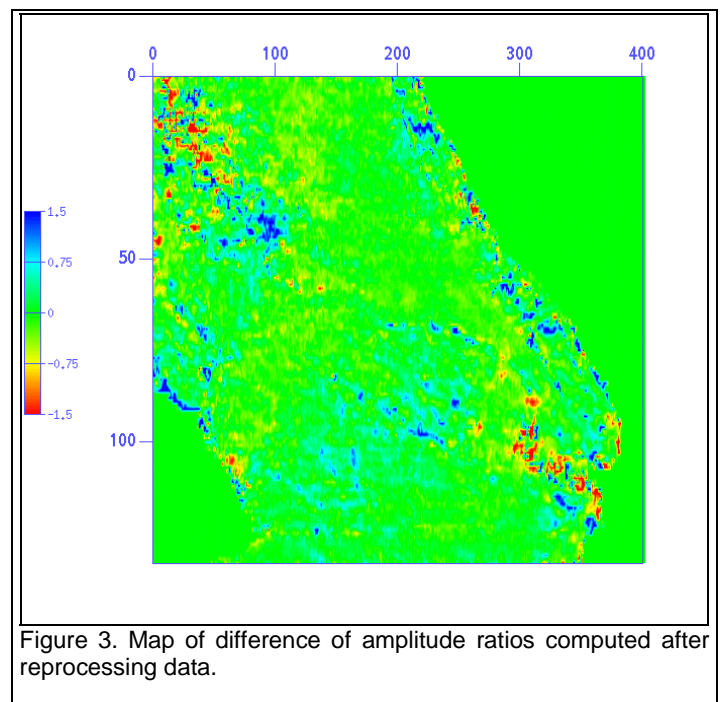 0 100 200 300 400
0
50
100
1.5
0.75
0
-0.75
-1.5
Figure 3. Map of difference of amplitude ratios computed after
reprocessing data.